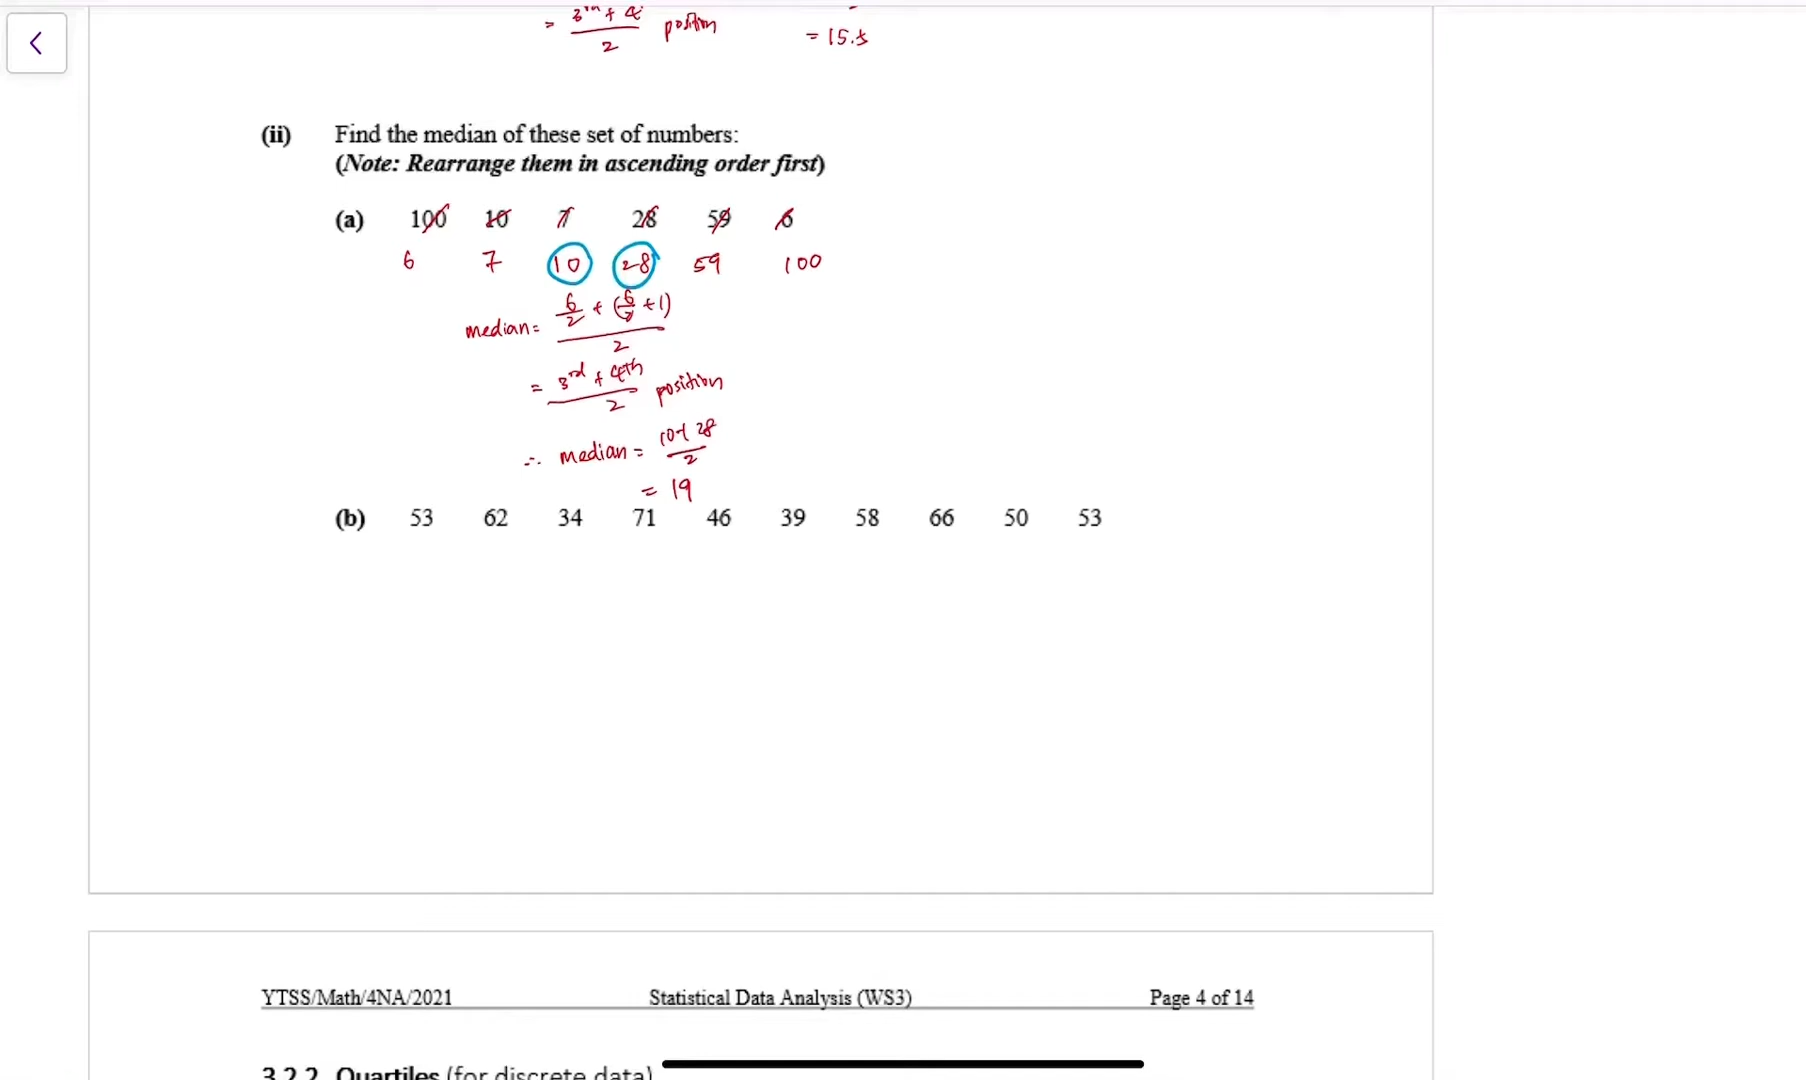 = 3rd + 4
2 position = 15.5
(ii) Find the median of these set of numbers:
(Note: Rearrange them in ascending order first)
(a) 100 10 7 28 59 6
6 7 10 28 59 100
median = 6/2 + (6/2 + 1)
2
= 3rd + 4th
2 position
∴ median = 10+28
2
= 19
(b) 53 62 34 71 46 39 58 66 50 53
YTSS/Math/4NA/2021 Statistical Data Analysis (WS3) Page 4 of 14
3.2.2 Quartiles (for discrete data)